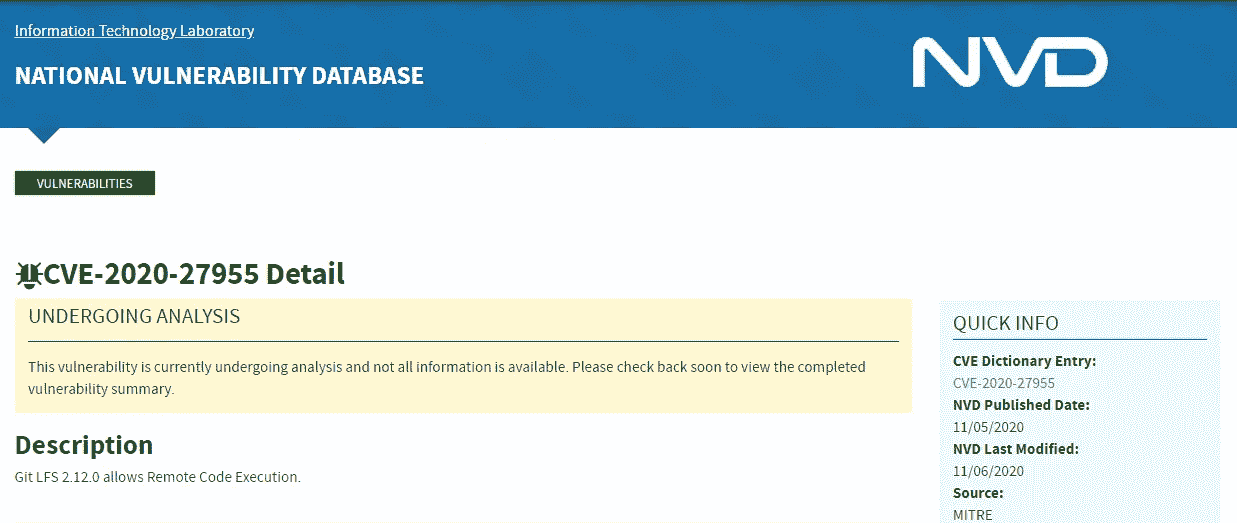 Information Technology Laboratory
NATIONAL VULNERABILITY DATABASE
NVD
VULNERABILITIES
CVE-2020-27955 Detail
UNDERGOING ANALYSIS
This vulnerability is currently undergoing analysis and not all information is available. Please check back soon to view the completed
vulnerability summary.
Description
Git LFS 2.12.0 allows Remote Code Execution.
QUICK INFO
CVE Dictionary Entry:
CVE-2020-27955
NVD Published Date:
11/05/2020
NVD Last Modified:
11/06/2020
Source:
MITRE